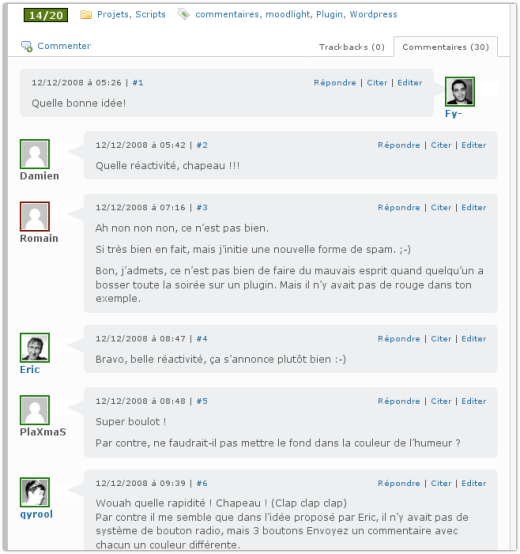 14/20 Projets, Scripts commentaires, moodlight, Plugin, Wordpress
Commenter Trackbacks (0) Commentaires (30)
12/12/2008 à 05:26 | #1 Répondre | Citer | Editer
Quelle bonne idée!
Fy-
12/12/2008 à 05:42 | #2 Répondre | Citer | Editer
Quelle réactivité, chapeau !!!
Damien
12/12/2008 à 07:16 | #3 Répondre | Citer | Editer
Ah non non non, ce n'est pas bien.
Si très bien en fait, mais j'initie une nouvelle forme de spam. ;-)
Bon, j'admets, ce n'est pas bien de faire du mauvais esprit quand quelqu'un a
bosser toute la soirée sur un plugin. Mais il n'y avait pas de rouge dans ton
exemple.
Romain
12/12/2008 à 08:47 | #4 Répondre | Citer | Editer
Bravo, belle réactivité, ça s'annonce plutôt bien :-)
Eric
12/12/2008 à 08:48 | #5 Répondre | Citer | Editer
Super boulot !
Par contre, ne faudrait-il pas mettre le fond dans la couleur de l'humeur ?
PlaXmaS
12/12/2008 à 09:39 | #6 Répondre | Citer | Editer
Wouah quelle rapidité ! Chapeau ! (Clap clap clap)
Par contre il me semble que dans l'idée proposé par Eric, il n'y avait pas de
système de bouton radio, mais 3 boutons Envoyez un commentaire avec
chacun un couleur différente.
qyrool